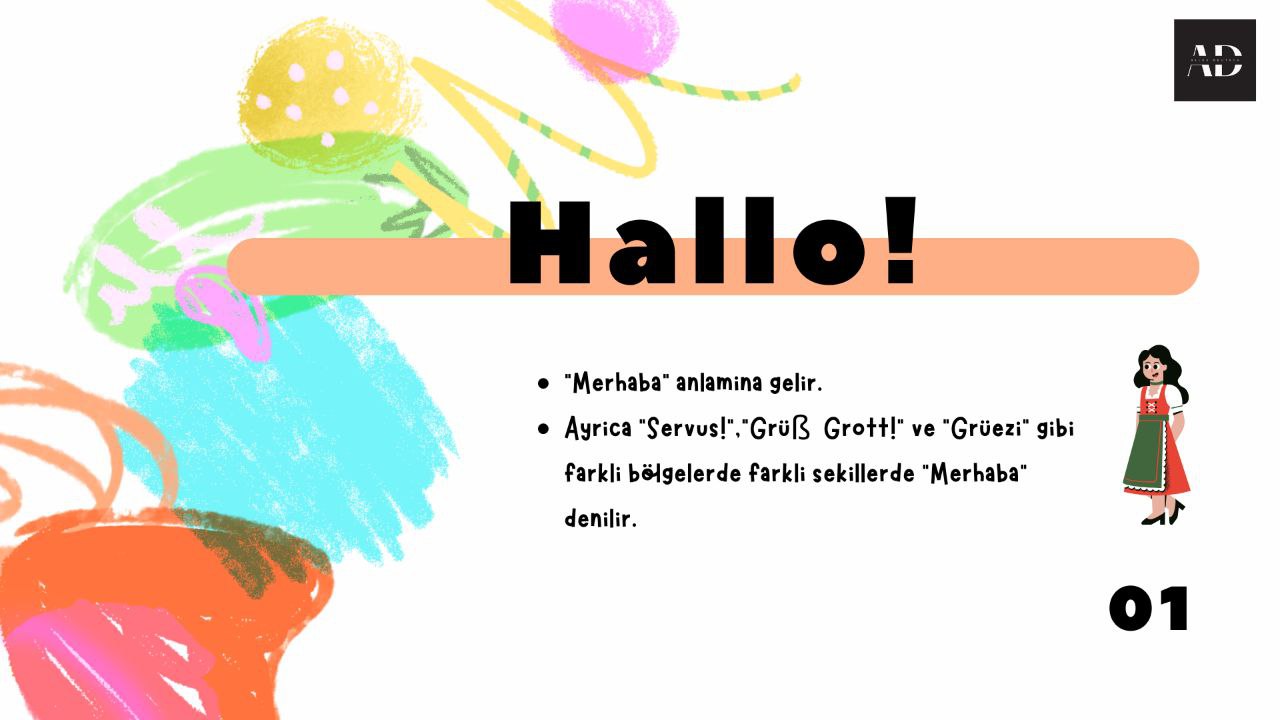 AD
Hallo!
"Merhaba" anlamina gelir.
Ayrica "Servus!","Grüß Grott!" ve "Grüezi" gibi
farkli bölgelerde farkli sekillerde "Merhaba"
denilir.
01